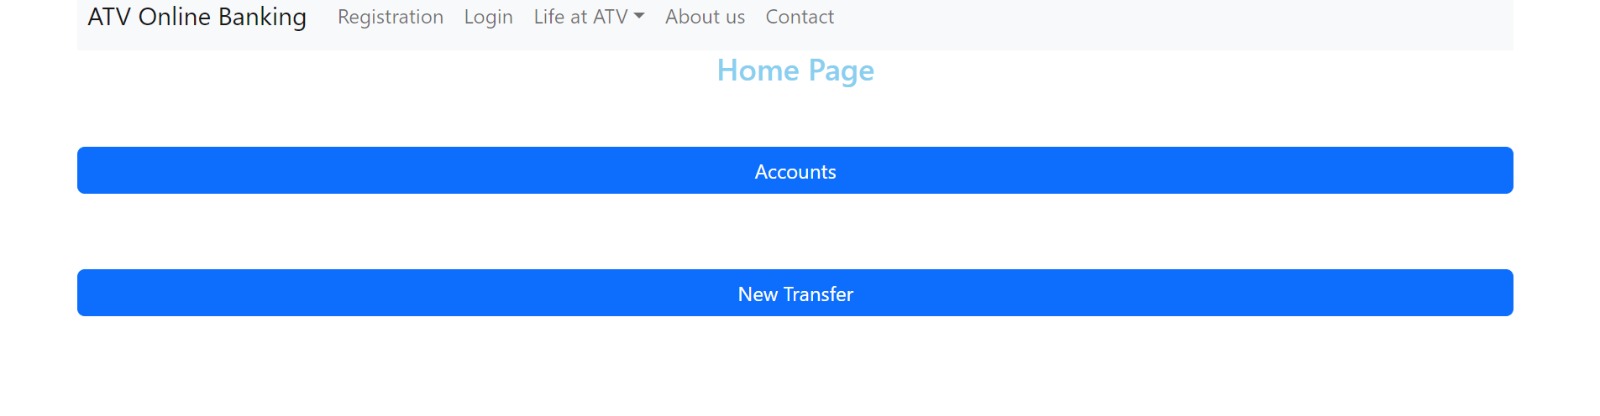 ATV Online Banking Registration Login Life at ATV About us Contact
Home Page
Accounts
New Transfer